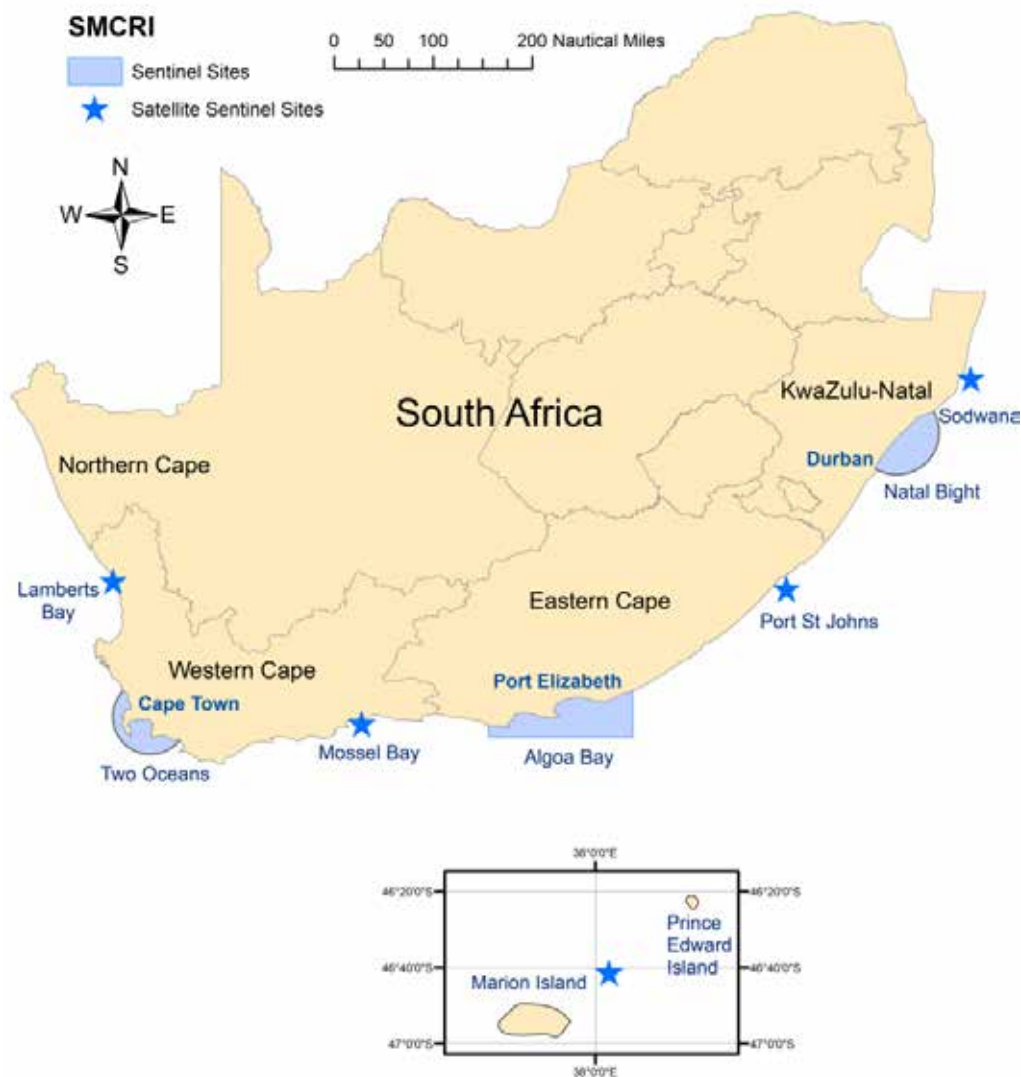 SMCRI
0 50 100 200 Nautical Miles
Sentinel Sites
Satellite Sentinel Sites
N
W E
S
KwaZulu-Natal
South Africa
Sodwana
Northern Cape
Durban
Natal Bight
Lamberts
Bay
Eastern Cape
Port St Johns
Western Cape
Port Elizabeth
Cape Town
Mossel Bay
Algoa Bay
Two Oceans
38°0'0"E
46°20'0"S 46°20'0"S
Prince
Edward
Island
46°40'0"S 46°40'0"S
Marion Island
47°0'0"S 47°0'0"S
38°0'0"E